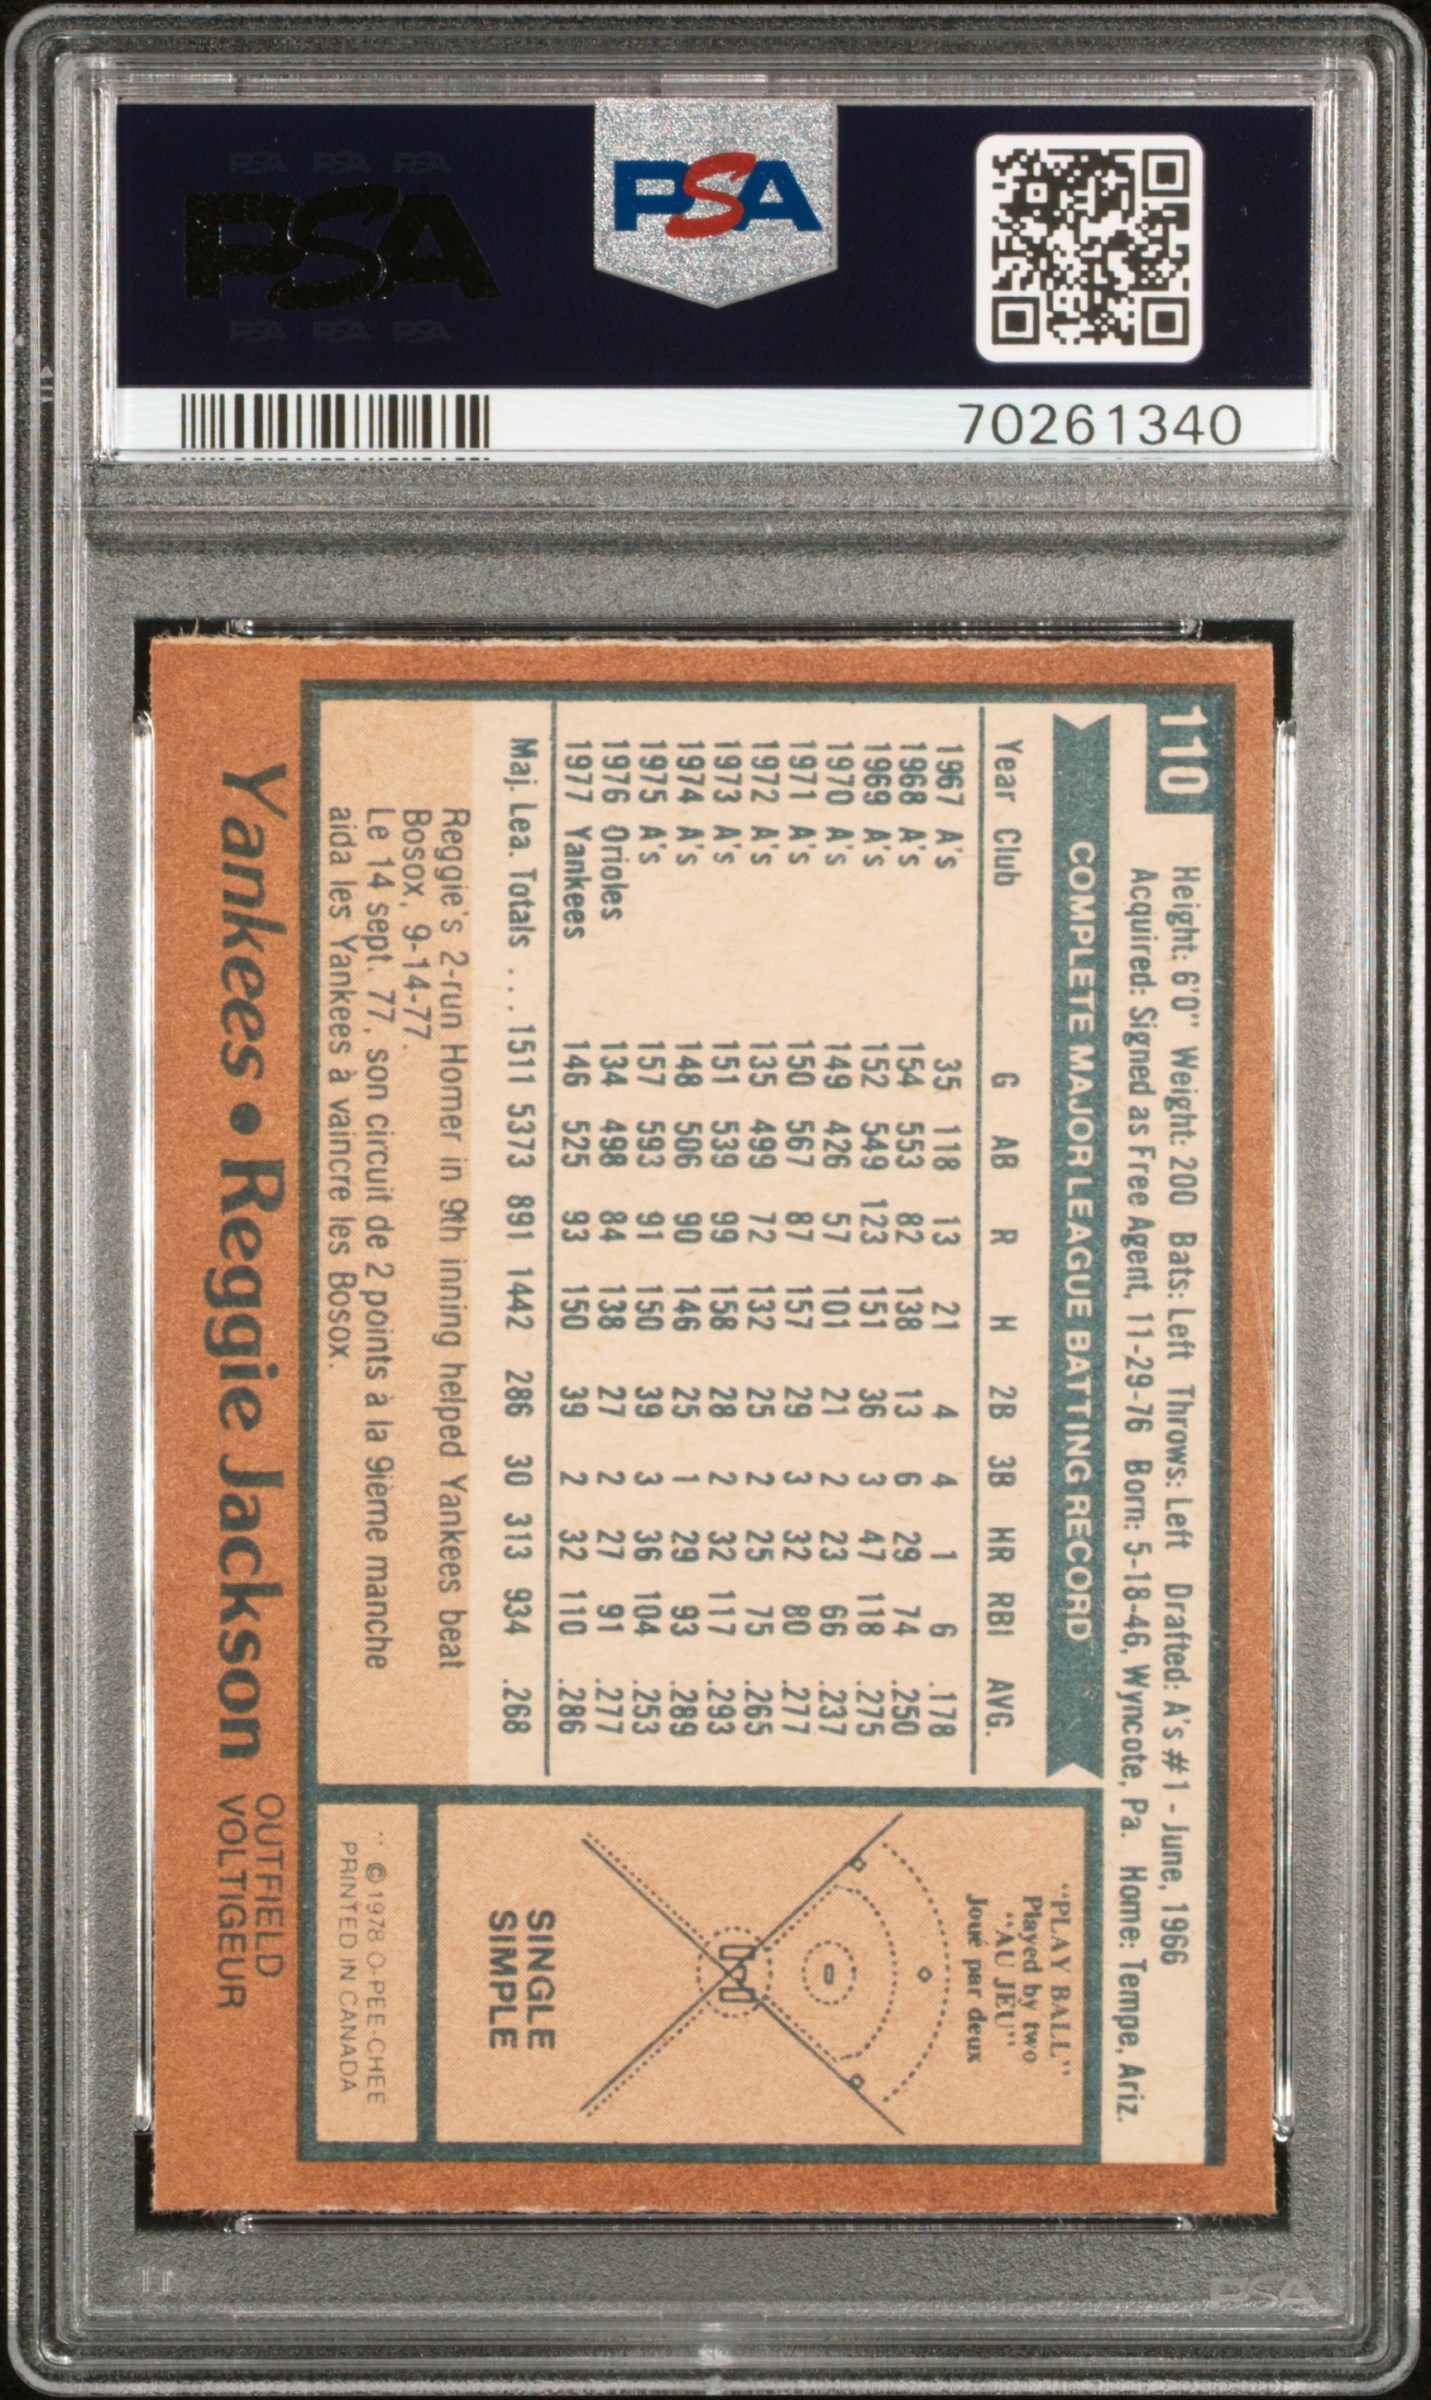 PSA PSA PSA
PSA
PSA PSA PSA
PSA
70261340
110
Height: 6'0" Weight: 200 Bats: Left Throws: Left Drafted: A's #1 - June, 1966
Acquired: Signed as Free Agent, 11-29-76 Born: 5-18-46, Wyncote, Pa. Home: Tempe, Ariz.
COMPLETE MAJOR LEAGUE BATTING RECORD
Year Club G AB R H 2B 3B HR RBI AVG.
1967 A's 35 118 13 21 4 4 1 6 .178
1968 A's 154 553 82 138 13 6 29 74 .250
1969 A's 152 549 123 151 36 3 47 118 .275
1970 A's 149 426 57 101 21 2 23 66 .237
1971 A's 150 567 87 157 29 3 32 80 .277
1972 A's 135 499 72 132 25 2 25 75 .265
1973 A's 151 539 99 158 28 2 32 117 .293
1974 A's 148 506 90 146 25 1 29 93 .289
1975 A's 157 593 91 150 39 3 36 104 .253
1976 Orioles 134 498 84 138 27 2 27 91 .277
1977 Yankees 146 525 93 150 39 2 32 110 .286
Maj. Lea. Totals ... 1511 5373 891 1442 286 30 313 934 .268
Reggie's 2-run Homer in 9th inning helped Yankees beat
Bosox, 9-14-77.
Le 14 sept. 77, son circuit de 2 points à la 9ième manche
aida les Yankees à vaincre les Bosox.
"PLAY BALL"
Played by two
"AU JEU"
Joué par deux
SINGLE
SIMPLE
** © 1978 O-PEE-CHEE
PRINTED IN CANADA
Yankees • Reggie Jackson
OUTFIELD
VOLTIGEUR
PSA